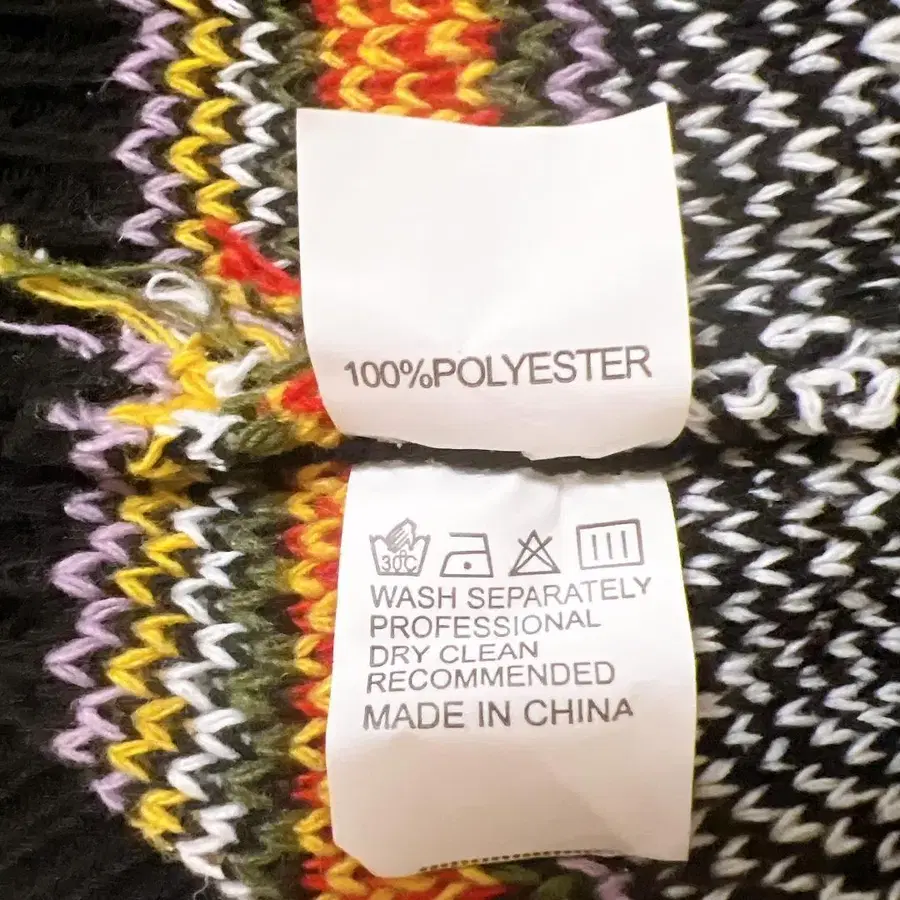 100%POLYESTER
30°C
WASH SEPARATELY
PROFESSIONAL
DRY CLEAN
RECOMMENDED
MADE IN CHINA